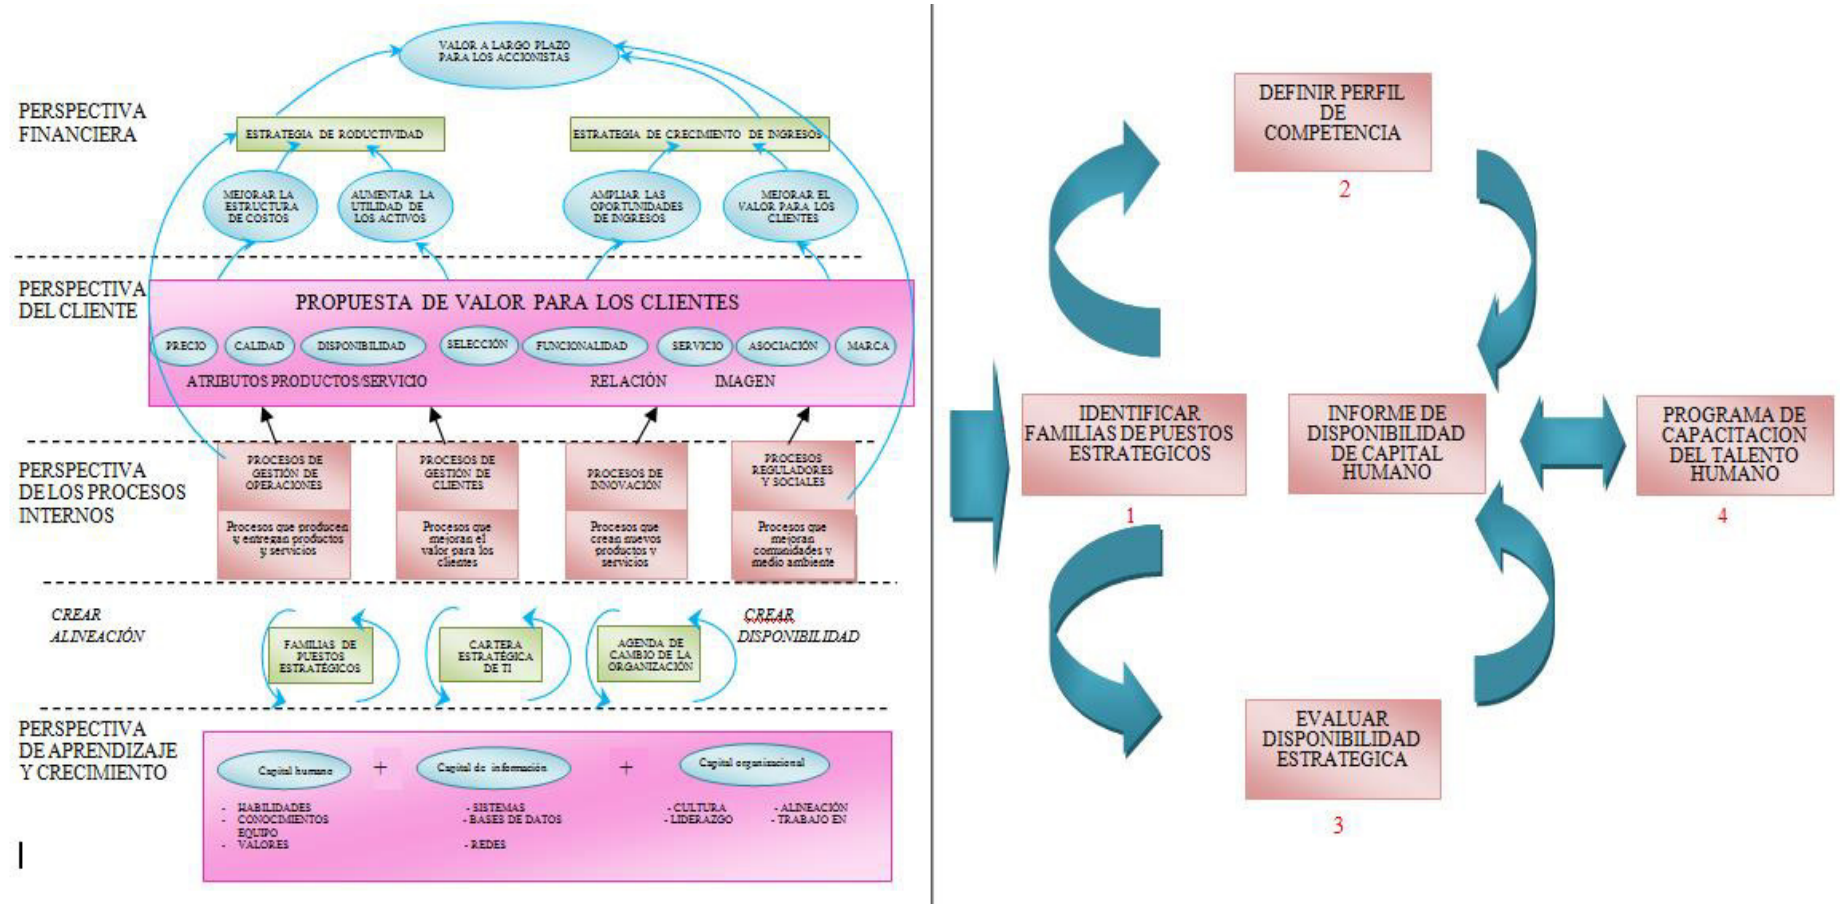 VALOR A LARGO PLAZO
PARA LOS ACCIONISTAS
PERSPECTIVA
FINANCIERA
ESTRATEGIA DE RODUCTIVIDAD
ESTRATEGIA DE CRECIMIENTO DE INGRESOS
MEJORAR LA
ESTRUCTURA
DE COSTOS
AUMENTAR LA
UTILIDAD DE
LOS ACTIVOS
AMPLIAR LAS
OPORTUNIDADES
DE INGRESOS
MEJORAR EL
VALOR PARA LOS
CLIENTES
PERSPECTIVA
DEL CLIENTE
PROPUESTA DE VALOR PARA LOS CLIENTES
PRECIO
CALIDAD
DISPONIBILIDAD
SELECCIÓN
FUNCIONALIDAD
SERVICIO
ASOCIACIÓN
MARCA
ATRIBUTOS PRODUCTOS/SERVICIO
RELACIÓN
IMAGEN
PERSPECTIVA
DE LOS PROCESOS
INTERNOS
PROCESOS DE
GESTIÓN DE
OPERACIONES
PROCESOS DE
GESTIÓN DE
CLIENTES
PROCESOS DE
INNOVACIÓN
PROCESOS
REGULADORES
Y SOCIALES
Procesos que producen
y entregan productos
y servicios
Procesos que
mejoran el
valor para los
clientes
Procesos que
crean nuevos
productos y
servicios
Procesos que
mejoran
comunidades y
medio ambiente
CREAR
ALINEACIÓN
FAMILIAS DE
PUESTOS
ESTRATÉGICOS
CARTERA
ESTRATÉGICA
DE TI
AGENDA DE
CAMBIO DE LA
ORGANIZACIÓN
CREAR
DISPONIBILIDAD
PERSPECTIVA
DE APRENDIZAJE
Y CRECIMIENTO
Capital humano
+
Capital de información
+
Capital organizacional
- HABILIDADES
- CONOCIMIENTOS
EQUIPO
- VALORES
- SISTEMAS
- BASES DE DATOS
- REDES
- CULTURA
- LIDERAZGO
- ALINEACIÓN
- TRABAJO EN
DEFINIR PERFIL
DE
COMPETENCIA
2
IDENTIFICAR
FAMILIAS DE PUESTOS
ESTRATEGICOS
1
INFORME DE
DISPONIBILIDAD
DE CAPITAL
HUMANO
PROGRAMA DE
CAPACITACION
DEL TALENTO
HUMANO
4
EVALUAR
DISPONIBILIDAD
ESTRATEGICA
3